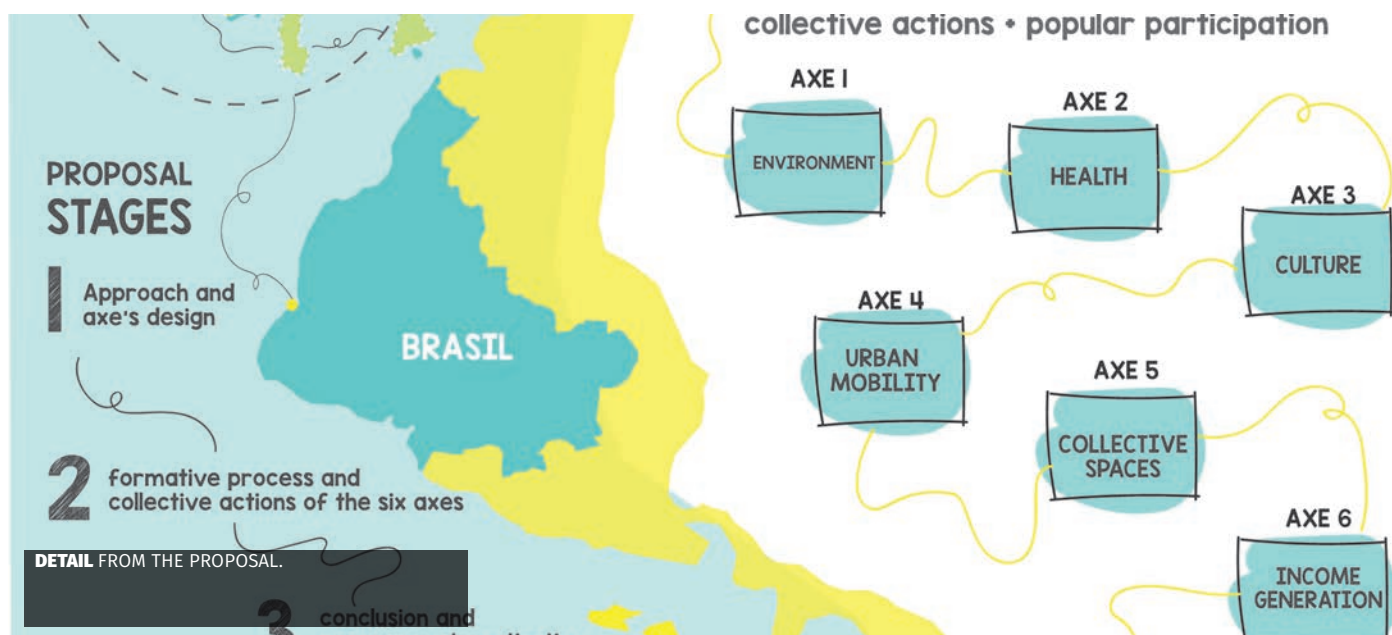 collective actions • popular participation
PROPOSAL
STAGES
1
Approach and
axe's design
2
formative process and
collective actions of the six axes
DETAIL FROM THE PROPOSAL.
3
conclusion and
BRASIL
AXE 1
ENVIRONMENT
AXE 2
HEALTH
AXE 3
CULTURE
AXE 4
URBAN
MOBILITY
AXE 5
COLLECTIVE
SPACES
AXE 6
INCOME
GENERATION